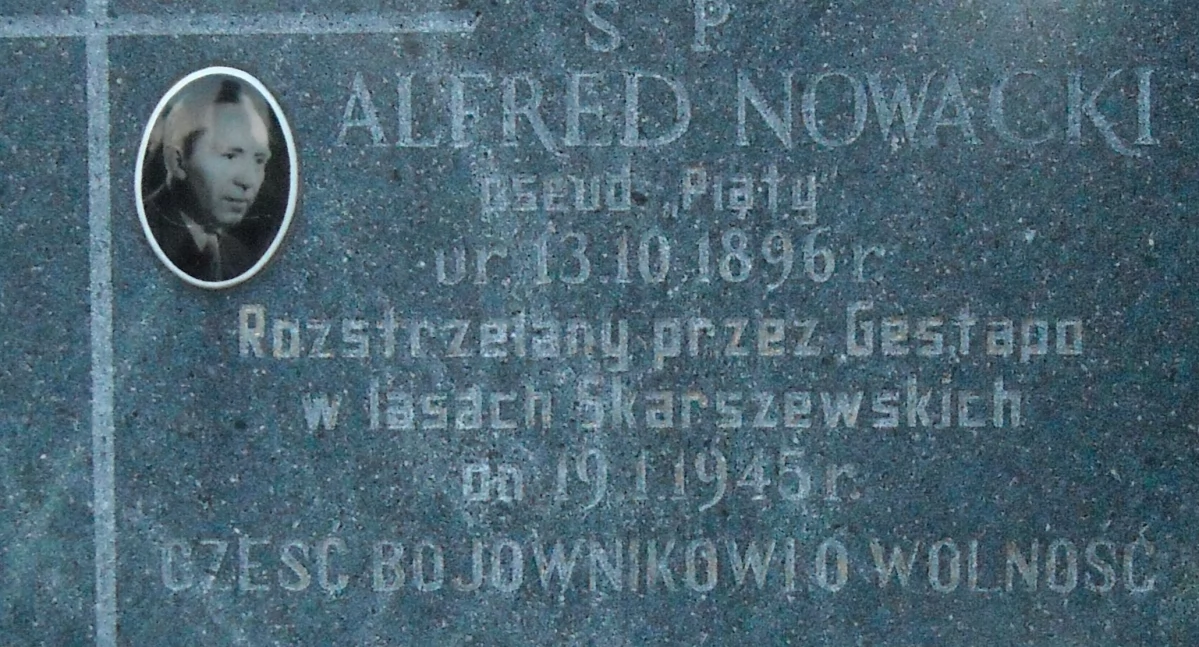 S P
ALFRED NOWACKI
pseud. „Piąty"
ur. 13.10.1896 r.
Rozstrzelany przez Gestapo
w lasach Skarszewskich
dn 19.1.1945 r.
CZEŚĆ BOJOWNIKOWI O WOLNOŚĆ